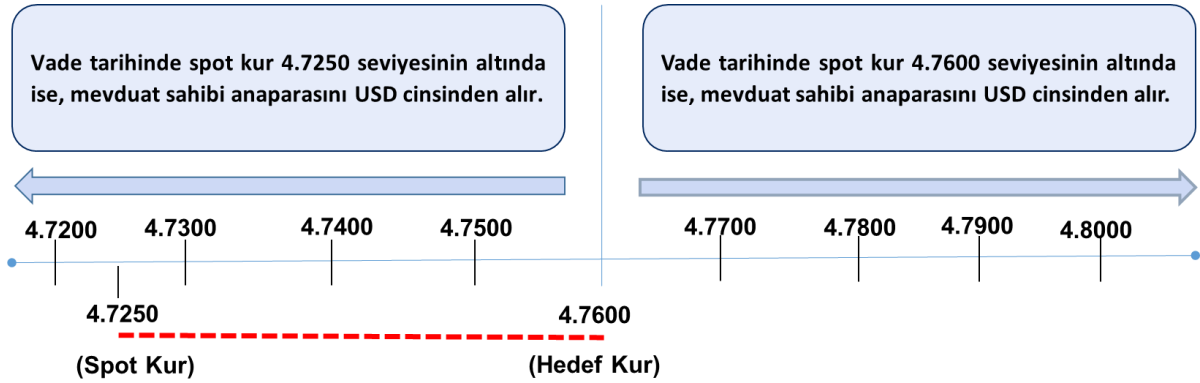 Vade tarihinde spot kur 4.7250 seviyesinin altında
ise, mevduat sahibi anaparasını USD cinsinden alır.
Vade tarihinde spot kur 4.7600 seviyesinin altında
ise, mevduat sahibi anaparasını USD cinsinden alır.
4.7200 4.7300 4.7400 4.7500 4.7700 4.7800 4.7900 4.8000
4.7250 4.7600
(Spot Kur) (Hedef Kur)